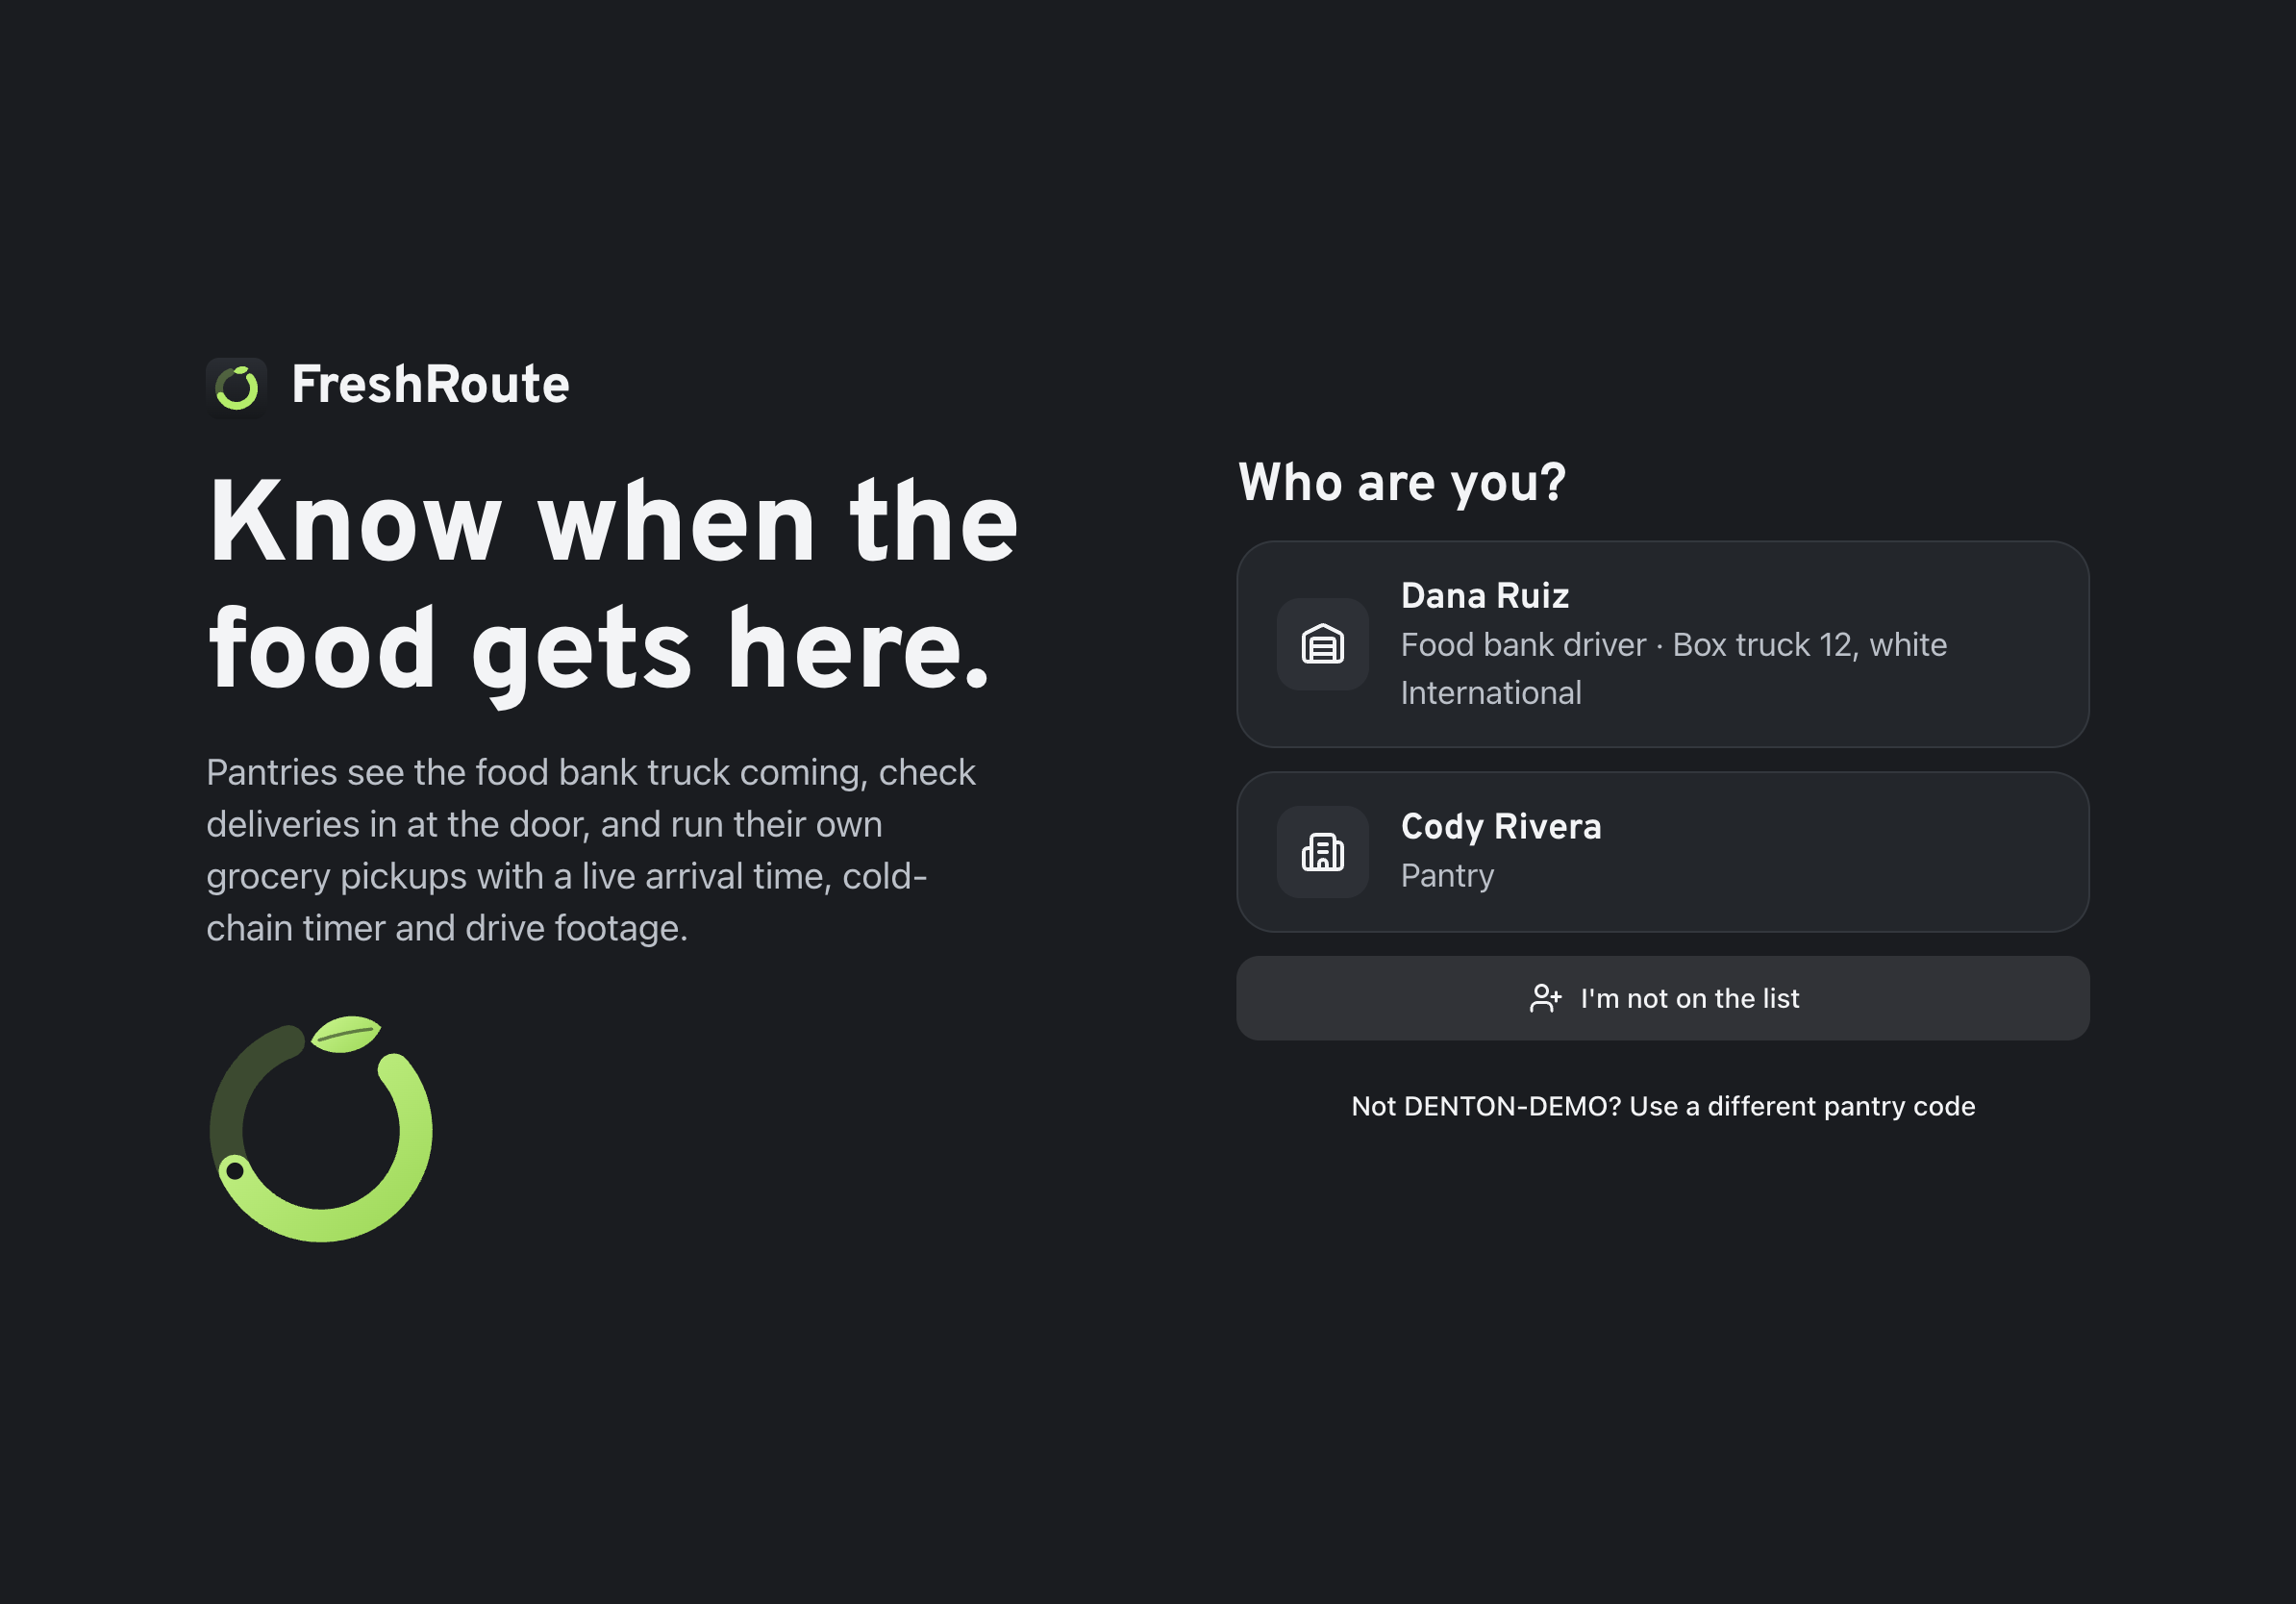 FreshRoute
Know when the
food gets here.
Pantries see the food bank truck coming, check
deliveries in at the door, and run their own
grocery pickups with a live arrival time, cold-
chain timer and drive footage.
Who are you?
Dana Ruiz
Food bank driver · Box truck 12, white
International
Cody Rivera
Pantry
I'm not on the list
Not DENTON-DEMO? Use a different pantry code